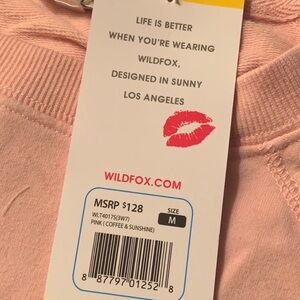 LIFE IS BETTER
WHEN YOU'RE WEARING
WILDFOX,
DESIGNED IN SUNNY
LOS ANGELES
WILDFOX.COM
MSRP $128
SIZE
M
WLT40175(3W7)
PINK (COFFEE & SUNSHINE)
8 87797 01252 8